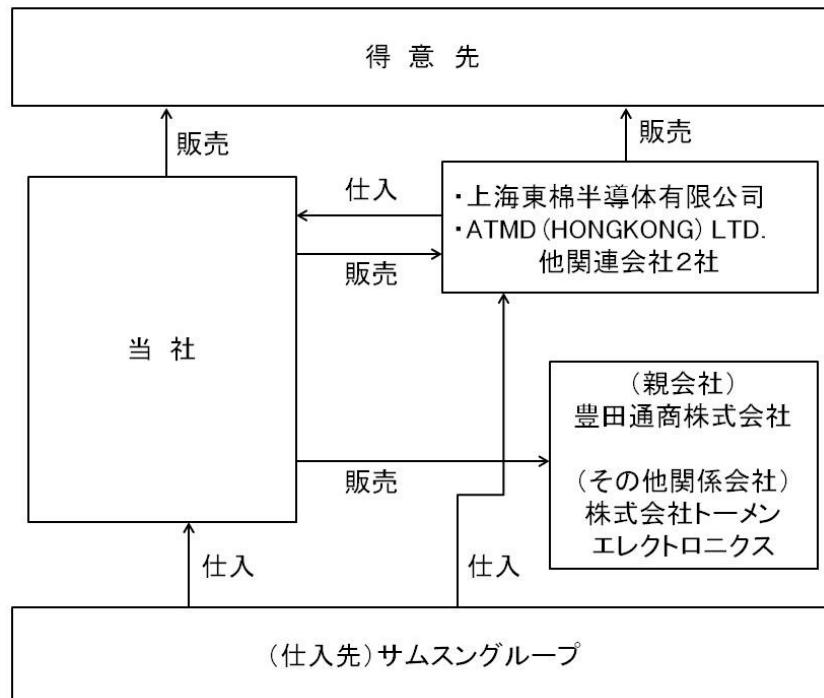 得 意 先
販売
販売
仕入
・上海東棉半導体有限公司
・ATMD (HONGKONG) LTD.
他関連会社2社
販売
当 社
(親会社)
豊田通商株式会社
販売
(その他関係会社)
株式会社トーメン
エレクトロニクス
仕入
仕入
(仕入先)サムスングループ